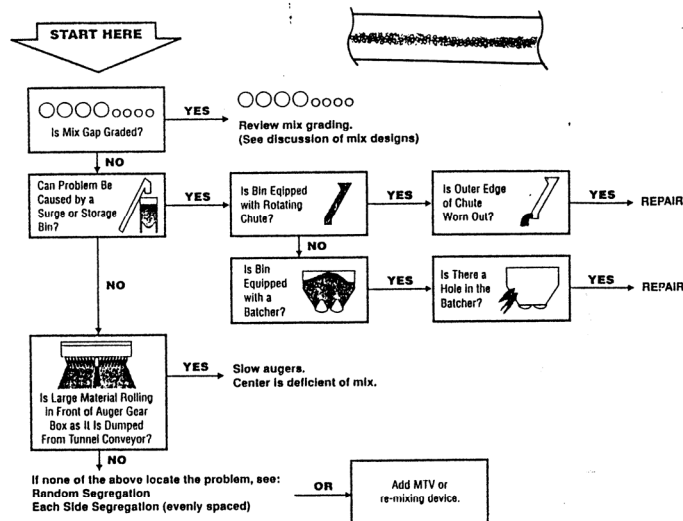 START HERE
Is Mix Gap Graded?
YES
Review mix grading.
(See discussion of mix designs)
NO
Can Problem Be
Caused by a
Surge or Storage
Bin?
YES
Is Bin Eqipped
with Rotating
Chute?
YES
Is Outer Edge
of Chute
Worn Out?
YES
REPAIR
NO
Is Bin
Equipped
with a
Batcher?
YES
Is There a
Hole in the
Batcher?
YES
REPAIR
NO
Is Large Material Rolling
In Front of Auger Gear
Box as It Is Dumped
From Tunnel Conveyor?
YES
Slow augers.
Center is deficient of mix.
NO
If none of the above locate the problem, see:
Random Segregation
Each Side Segregation (evenly spaced)
OR
Add MTV or
re-mixing device.